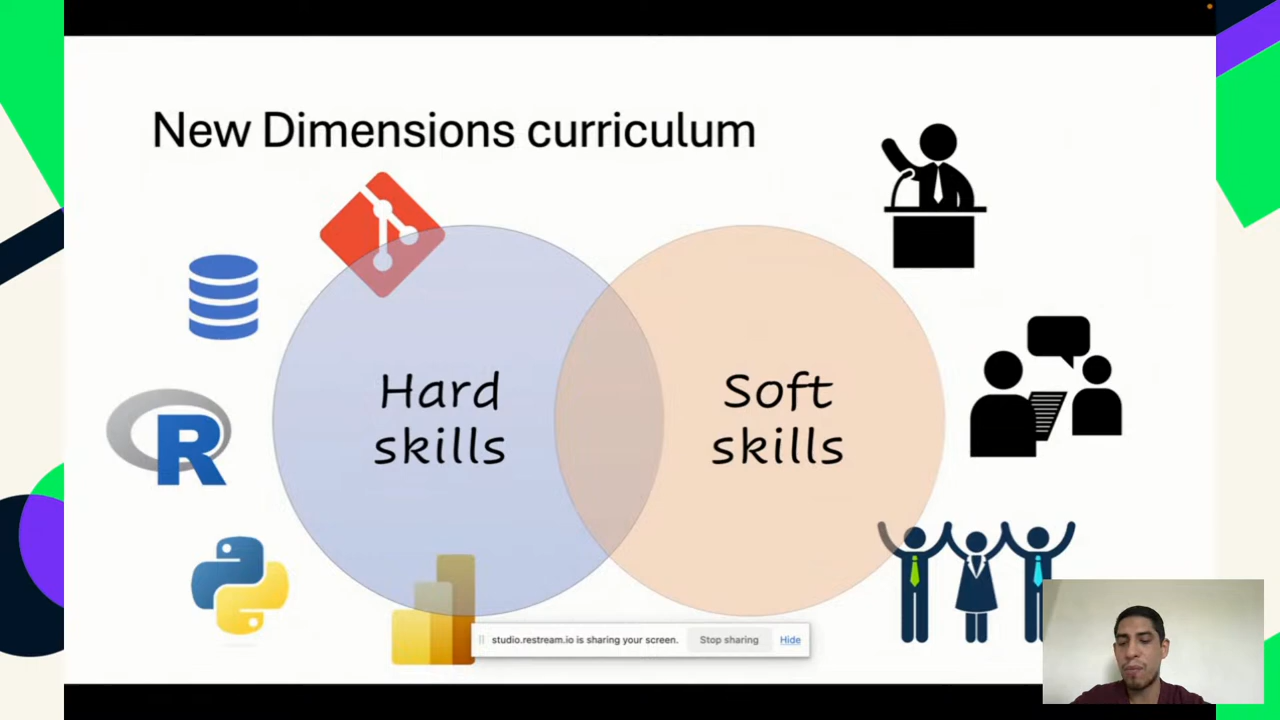 New Dimensions curriculum
Hard
skills
Soft
skills
R
studio.restream.io is sharing your screen.
Stop sharing
Hide